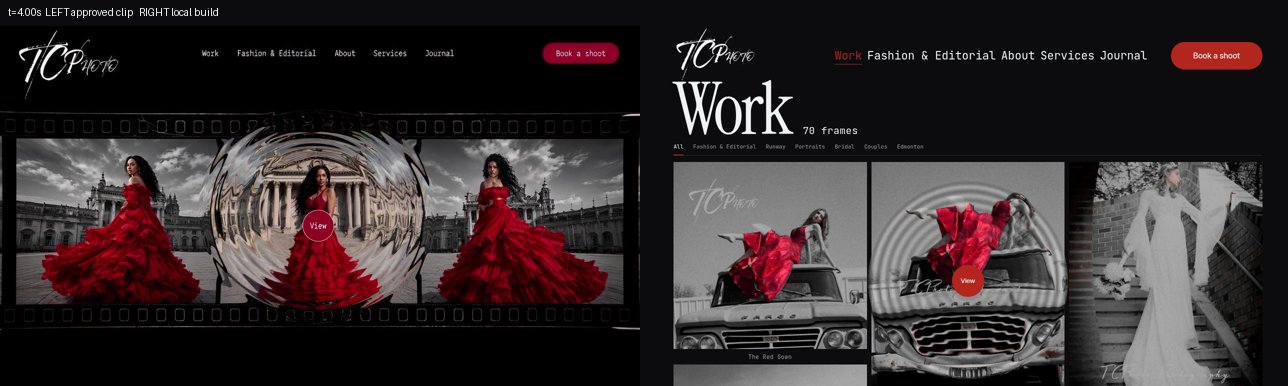 t=4.00s LEFT approved clip RIGHT local build
TCPHOTO
Work Fashion & Editorial About Services Journal
Book a shoot
View
TCPHOTO
Work Fashion & Editorial About Services Journal
Book a shoot
Work 70 frames
All Fashion & Editorial Runway Portraits Bridal Couples Edmonton
TCPHOTO
View
The Red Gown